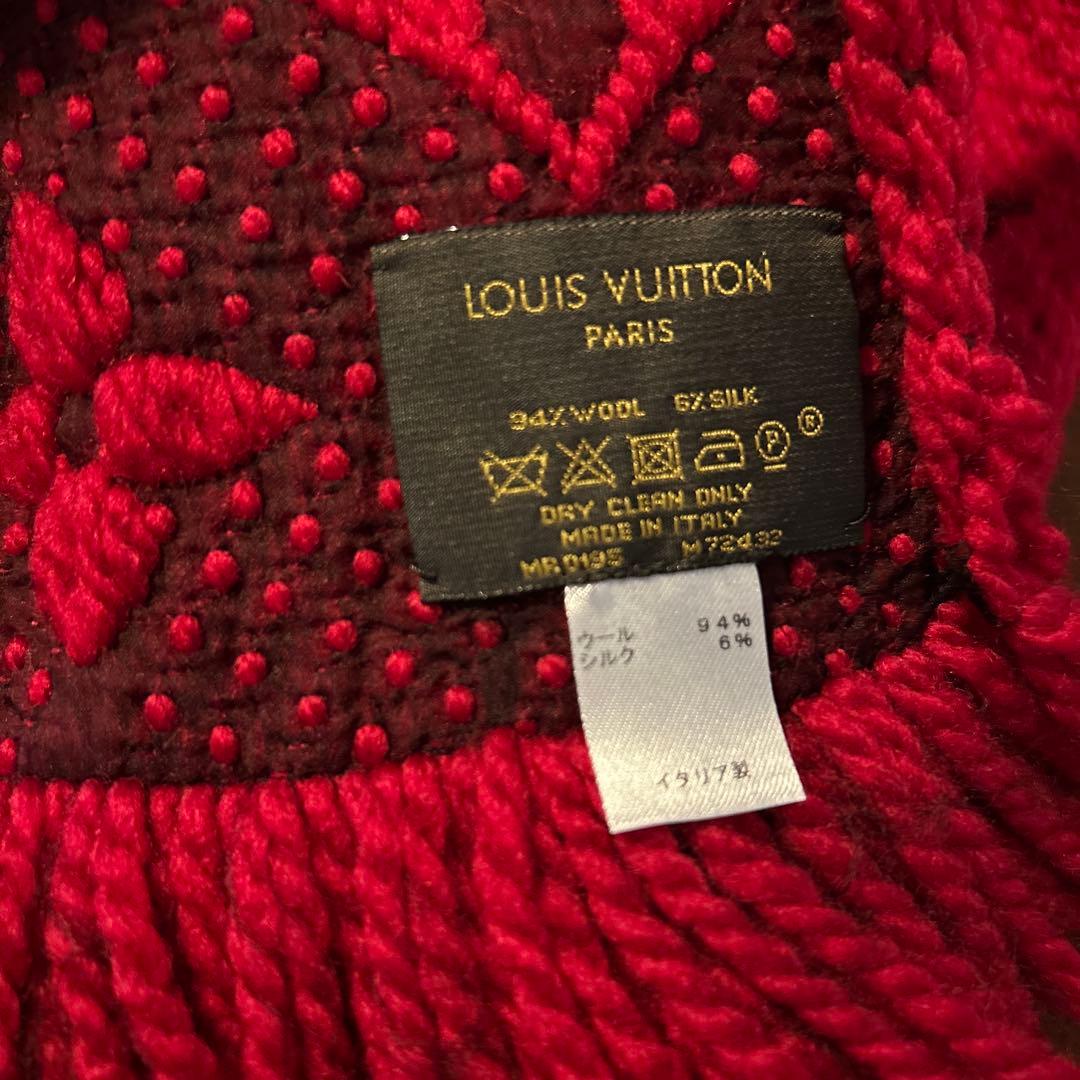 LOUIS VUITTON
PARIS
94%WOOL 6%SILK
P ®
DRY CLEAN ONLY
MADE IN ITALY
MR0195 M72432
ウール 94%
シルク 6%
イタリア製